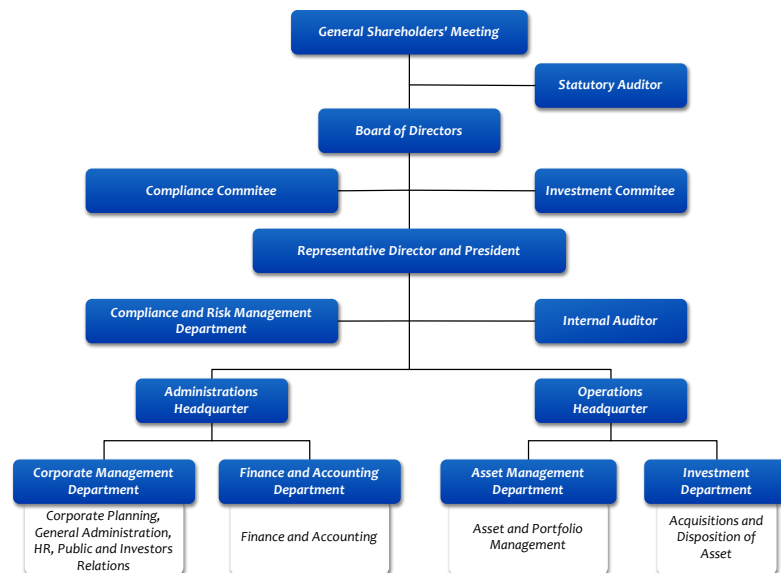 General Shareholders' Meeting
Statutory Auditor
Board of Directors
Compliance Commitee
Investment Commitee
Representative Director and President
Compliance and Risk Management
Department
Internal Auditor
Administrations
Headquarter
Operations
Headquarter
Corporate Management
Department
Corporate Planning,
General Administration,
HR, Public and Investors
Relations
Finance and Accounting
Department
Finance and Accounting
Asset Management
Department
Asset and Portfolio
Management
Investment
Department
Acquisitions and
Disposition of
Asset